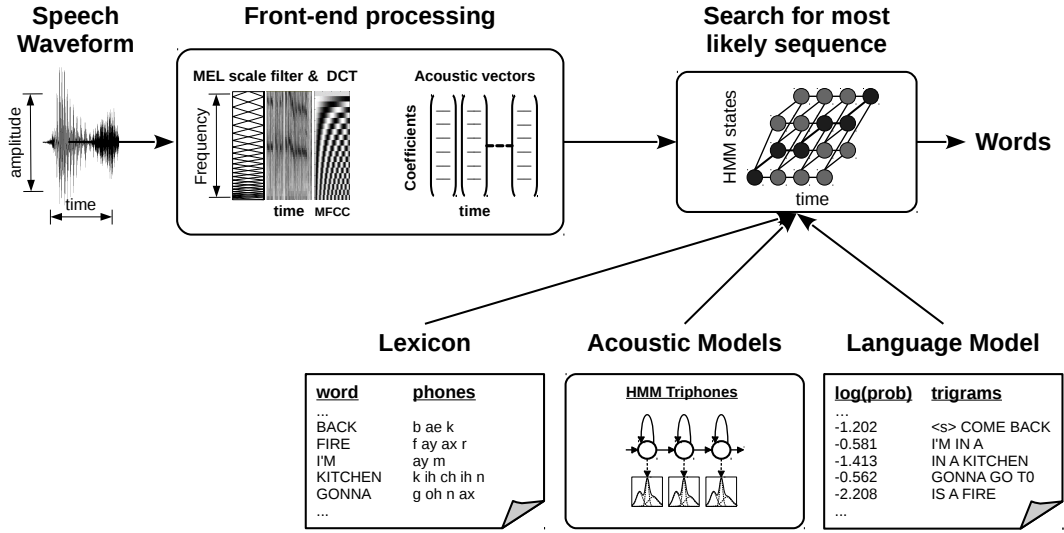 Speech
Waveform
Front-end processing
Search for most
likely sequence
amplitude
time
MEL scale filter & DCT
Frequency
time
MFCC
Acoustic vectors
Coefficients
time
HMM states
time
Words
Lexicon
word phones
...
BACK b ae k
FIRE f ay ax r
I'M ay m
KITCHEN k ih ch ih n
GONNA g oh n ax
...
Acoustic Models
HMM Triphones
Language Model
log(prob) trigrams
...
-1.202 <s> COME BACK
-0.581 I'M IN A
-1.413 IN A KITCHEN
-0.562 GONNA GO T0
-2.208 IS A FIRE
...